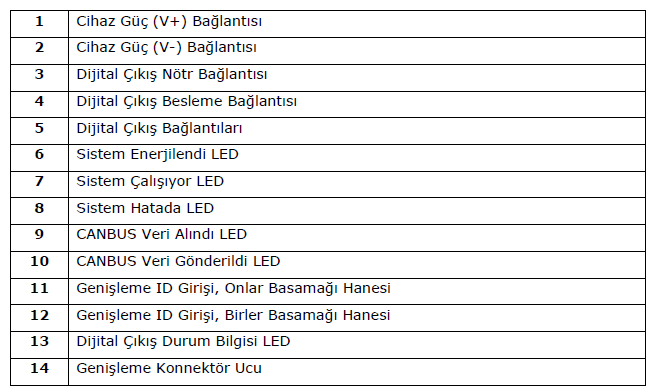 1 Cihaz Güç (V+) Bağlantısı
2 Cihaz Güç (V-) Bağlantısı
3 Dijital Çıkış Nötr Bağlantısı
4 Dijital Çıkış Besleme Bağlantısı
5 Dijital Çıkış Bağlantıları
6 Sistem Enerjilendi LED
7 Sistem Çalışıyor LED
8 Sistem Hatada LED
9 CANBUS Veri Alındı LED
10 CANBUS Veri Gönderildi LED
11 Genişleme ID Girişi, Onlar Basamağı Hanesi
12 Genişleme ID Girişi, Birler Basamağı Hanesi
13 Dijital Çıkış Durum Bilgisi LED
14 Genişleme Konnektör Ucu